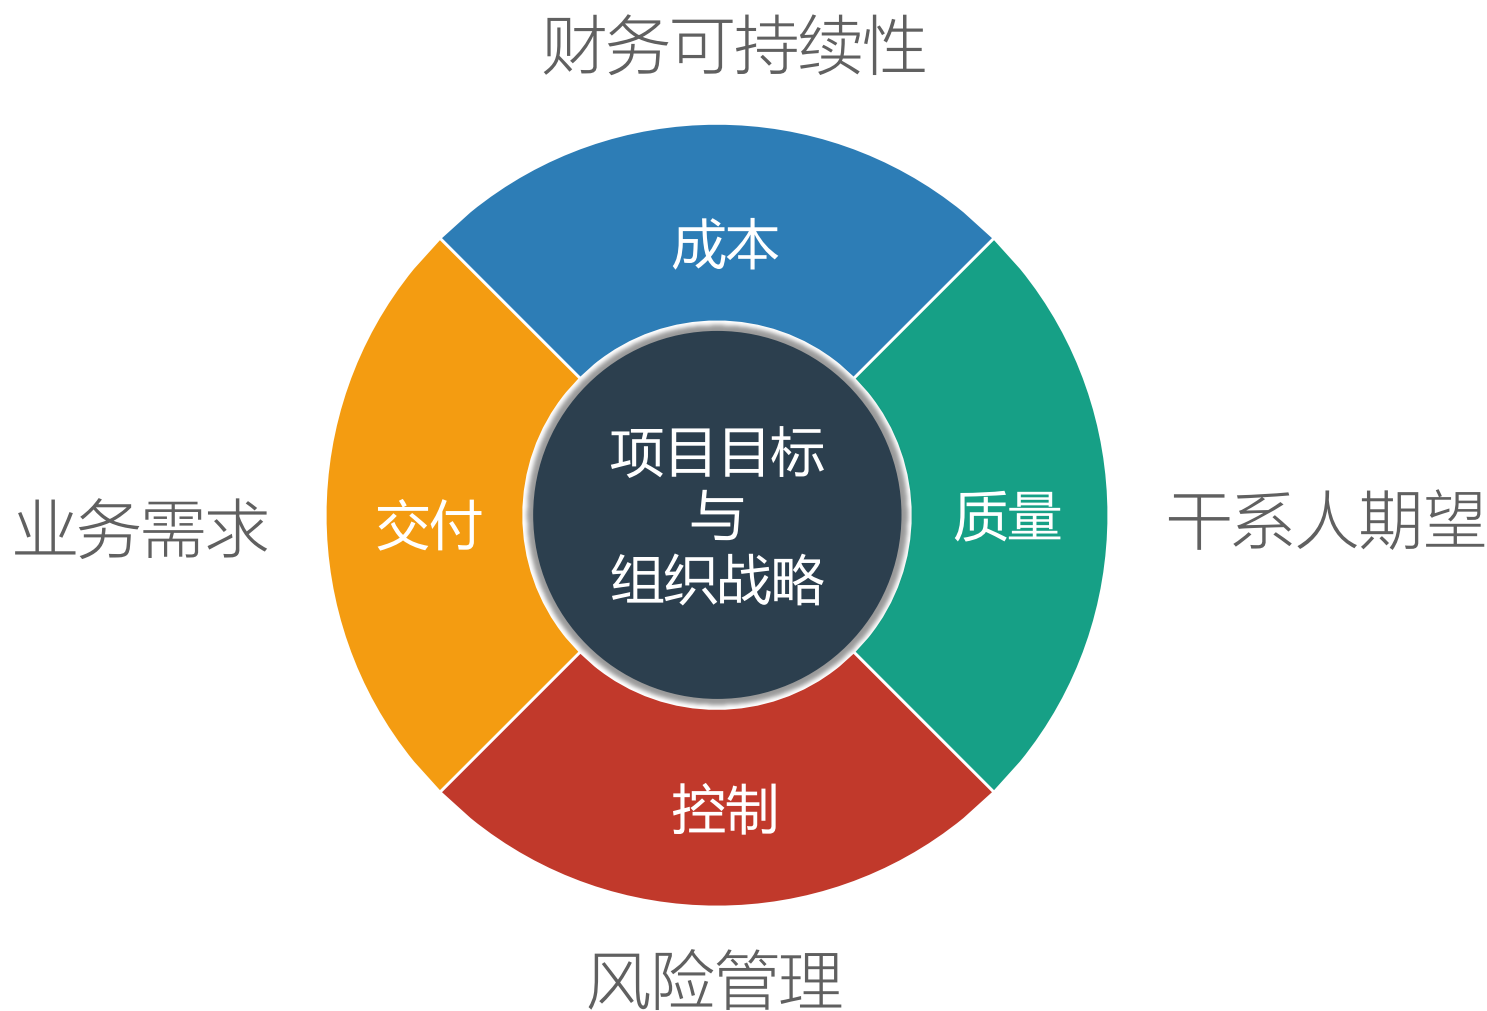 财务可持续性
成本
项目目标
与
组织战略
业务需求
交付
质量
干系人期望
控制
风险管理